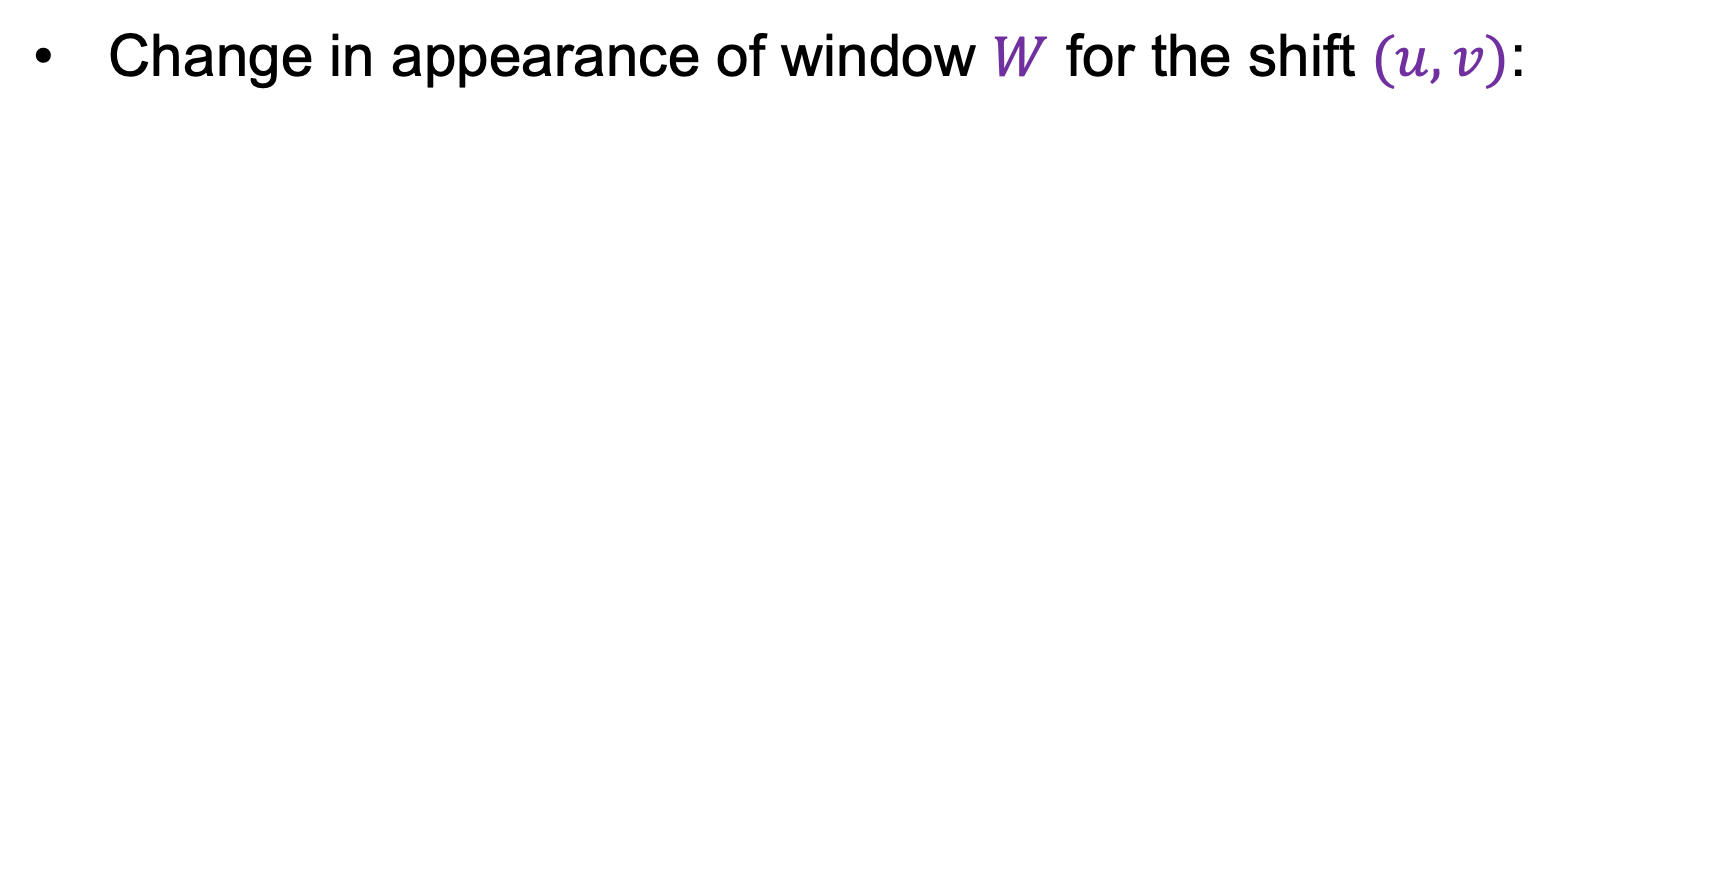 • Change in appearance of window W for the shift (u, v):